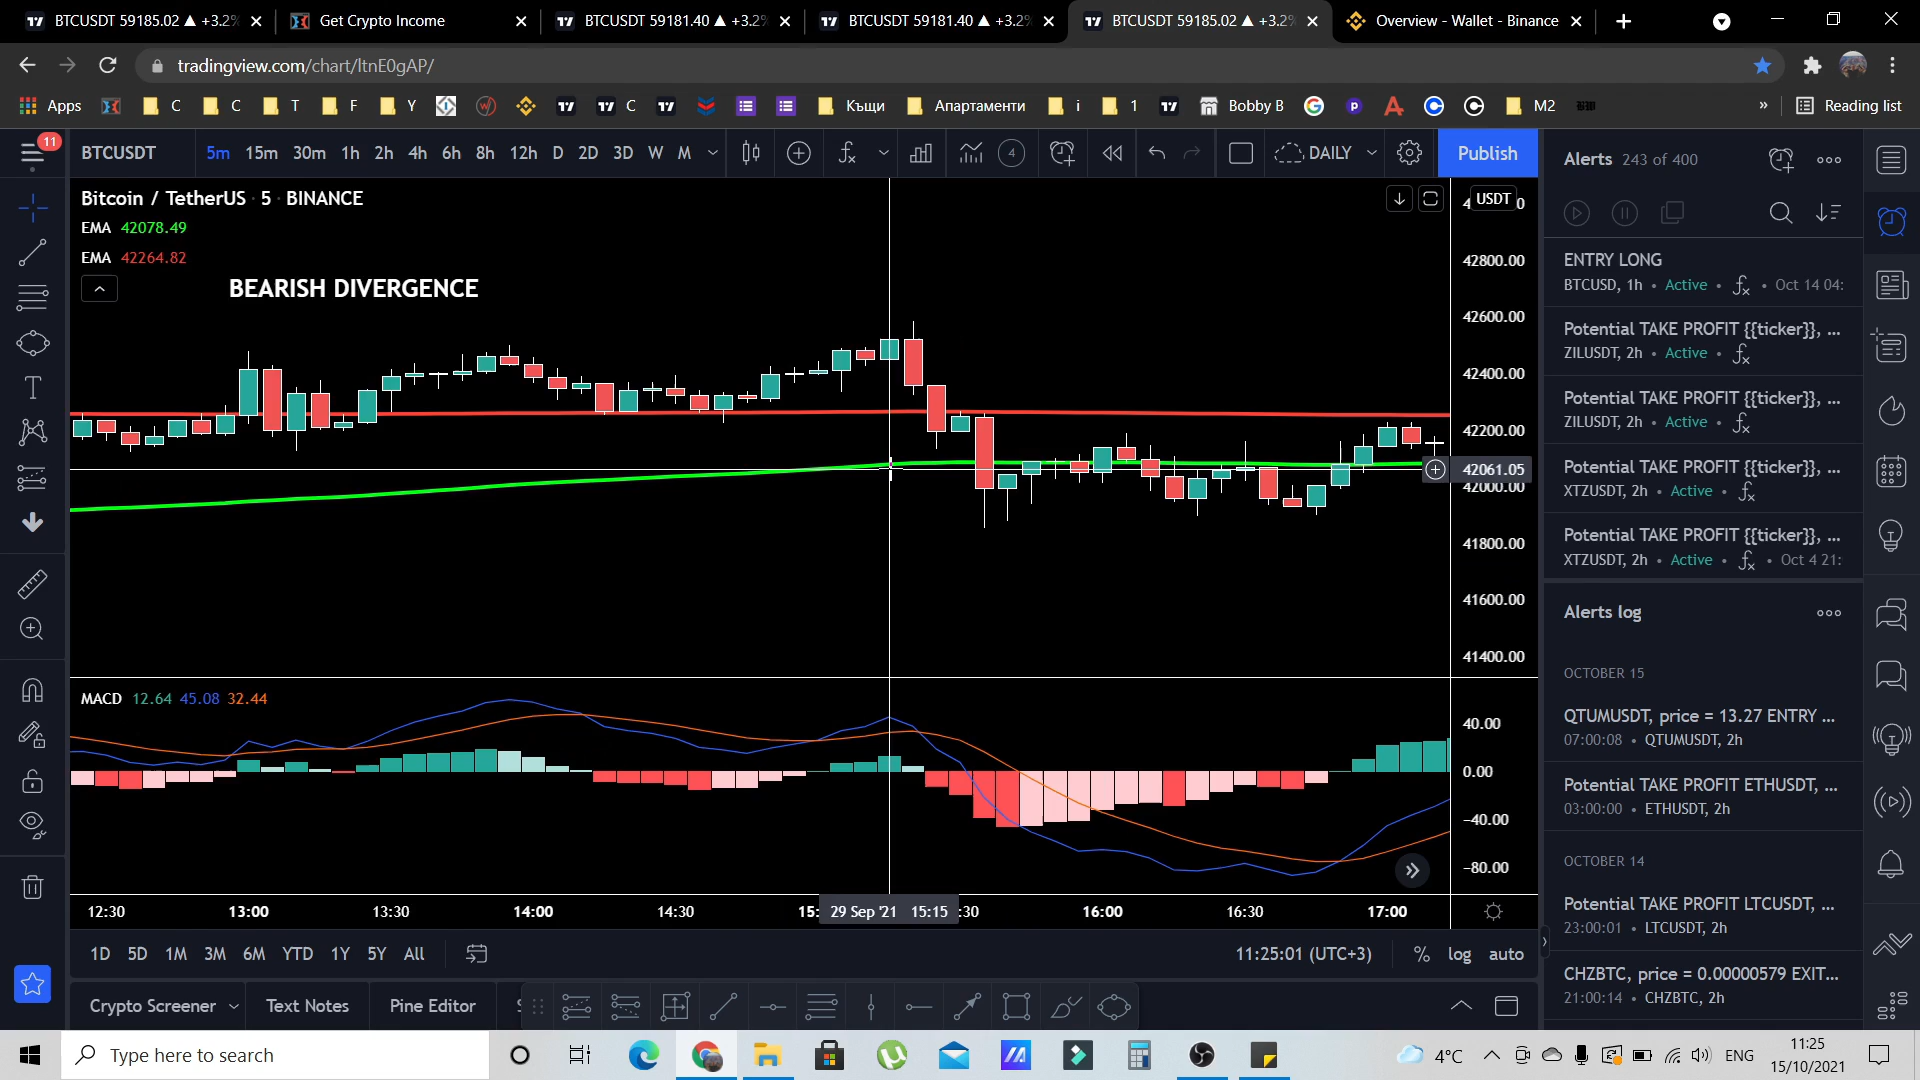 BTCUSDT 59185.02 ▲ +3.2%
Get Crypto Income
BTCUSDT 59181.40 ▲ +3.2%
BTCUSDT 59181.40 ▲ +3.2%
BTCUSDT 59185.02 ▲ +3.2%
Overview - Wallet - Binance
tradingview.com/chart/ltnE0gAP/
Apps C C T F Y C Къщи Апартаменти i 1 Bobby B M2 » Reading list
11
BTCUSDT 5m 15m 30m 1h 2h 4h 6h 8h 12h D 2D 3D W M 4 DAILY Publish
Bitcoin / TetherUS · 5 · BINANCE
EMA 42078.49
EMA 42264.82
BEARISH DIVERGENCE
USDT
42800.00
42600.00
42400.00
42200.00
42061.05
42000.00
41800.00
41600.00
41400.00
MACD 12.64 45.08 32.44
40.00
0.00
−40.00
−80.00
12:30 13:00 13:30 14:00 14:30 15: 29 Sep '21 15:15 :30 16:00 16:30 17:00
1D 5D 1M 3M 6M YTD 1Y 5Y All
11:25:01 (UTC+3) % log auto
Crypto Screener Text Notes Pine Editor
Alerts 243 of 400
ENTRY LONG
BTCUSD, 1h • Active • • Oct 14 04:
Potential TAKE PROFIT {{ticker}}, ...
ZILUSDT, 2h • Active •
Potential TAKE PROFIT {{ticker}}, ...
ZILUSDT, 2h • Active •
Potential TAKE PROFIT {{ticker}}, ...
XTZUSDT, 2h • Active •
Potential TAKE PROFIT {{ticker}}, ...
XTZUSDT, 2h • Active • • Oct 4 21:
Alerts log
OCTOBER 15
QTUMUSDT, price = 13.27 ENTRY ...
07:00:08 • QTUMUSDT, 2h
Potential TAKE PROFIT ETHUSDT, ...
03:00:00 • ETHUSDT, 2h
OCTOBER 14
Potential TAKE PROFIT LTCUSDT, ...
23:00:01 • LTCUSDT, 2h
CHZBTC, price = 0.00000579 EXIT...
21:00:14 • CHZBTC, 2h
Type here to search
4°C
ENG
11:25
15/10/2021